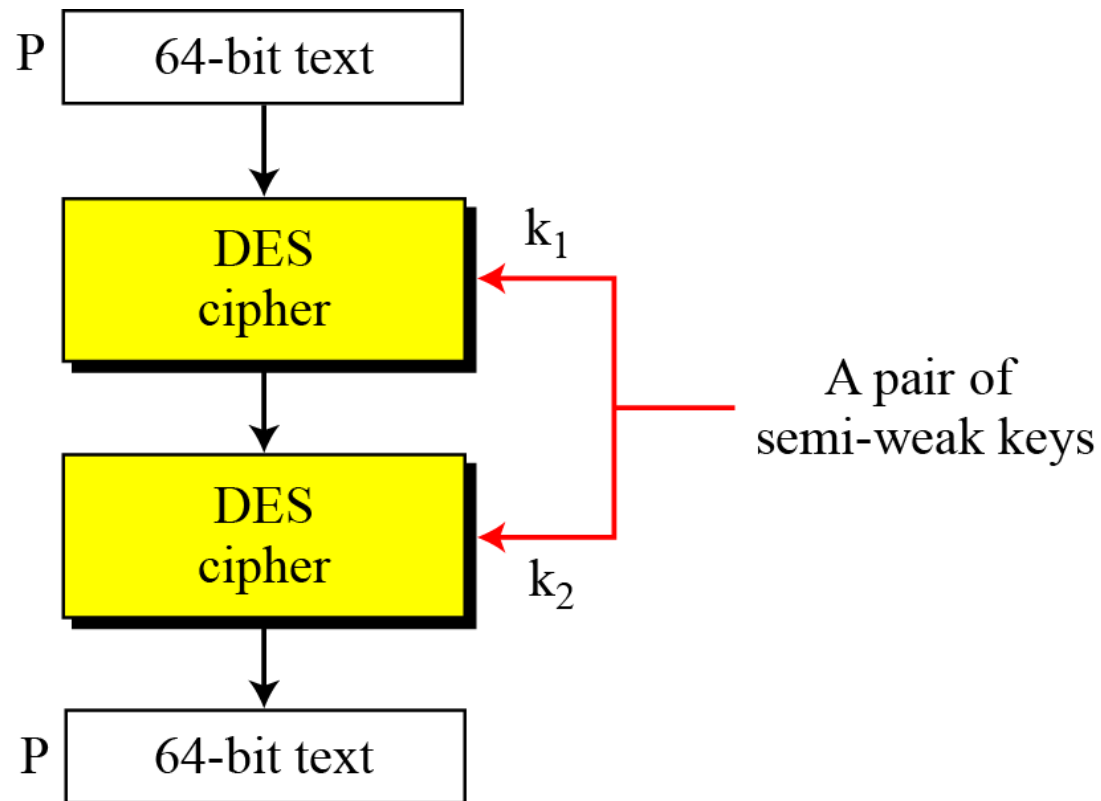 P 64-bit text
DES
cipher
k₁
DES
cipher
k₂
A pair of
semi-weak keys
P 64-bit text